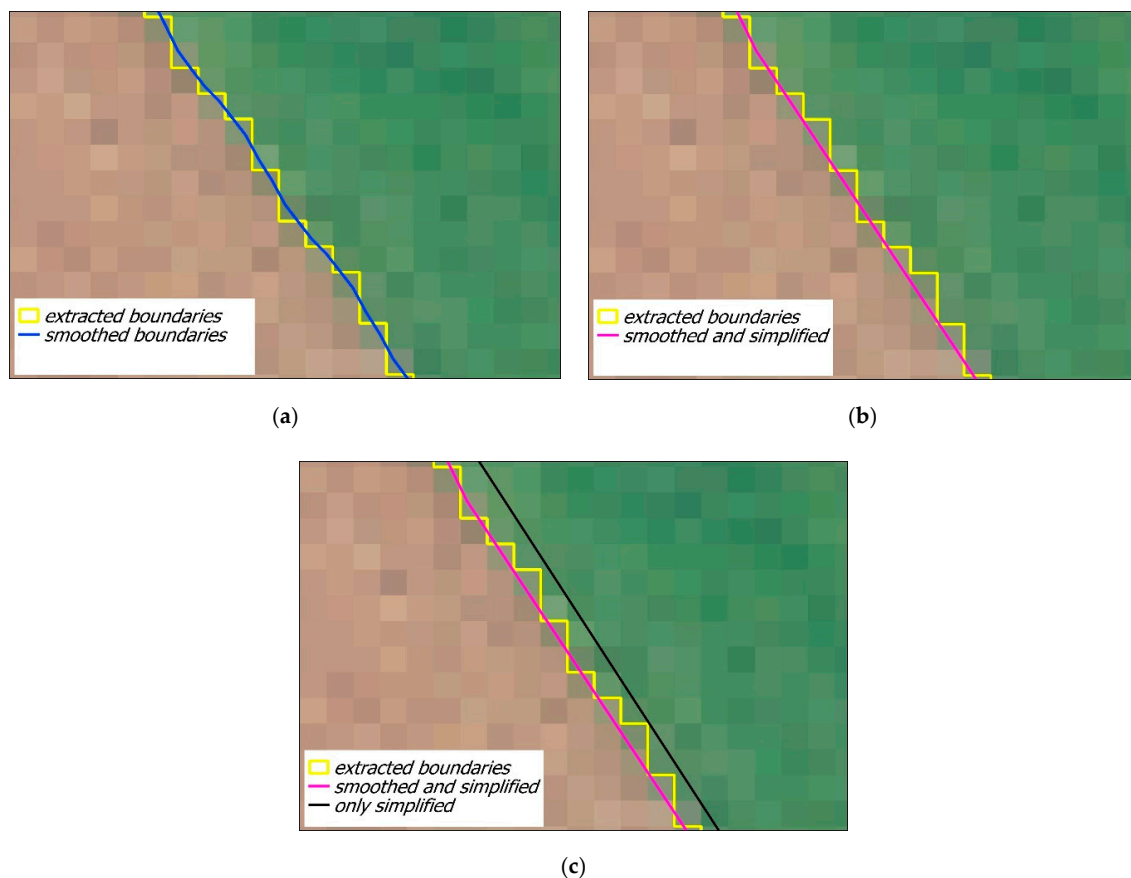 extracted boundaries
smoothed boundaries
(a)
extracted boundaries
smoothed and simplified
(b)
extracted boundaries
smoothed and simplified
only simplified
(c)